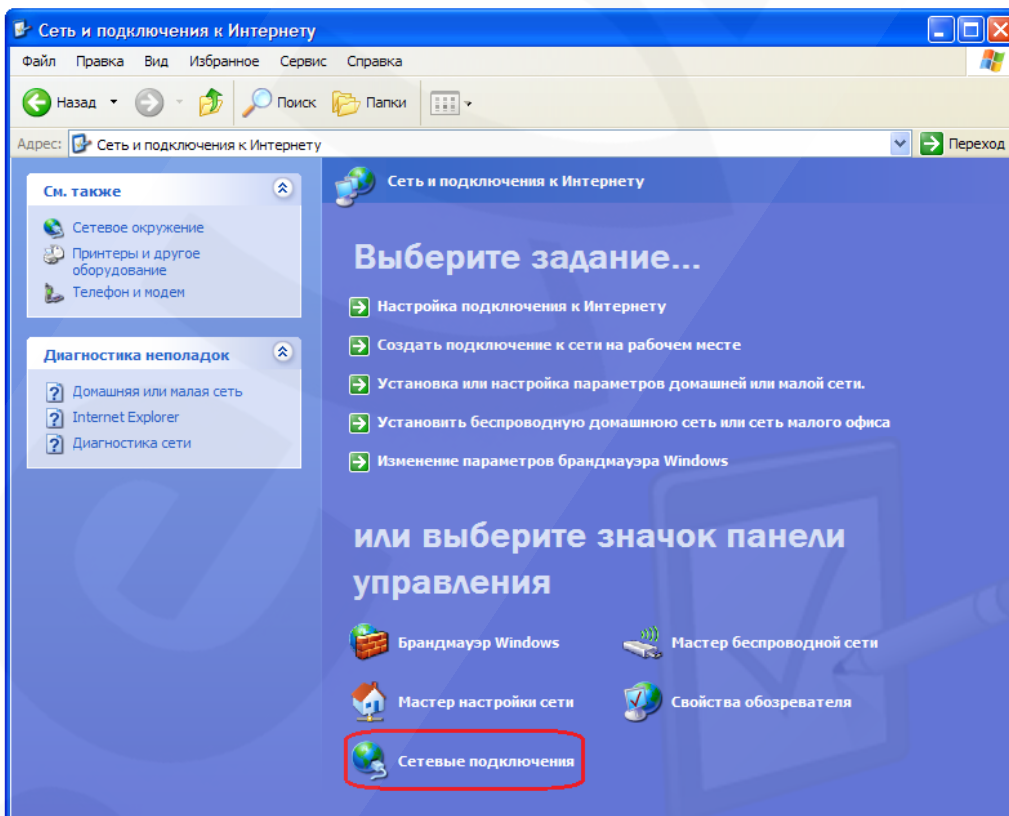 Сеть и подключения к Интернету
Файл Правка Вид Избранное Сервис Справка
Назад Поиск Папки
Адрес: Сеть и подключения к Интернету Переход
См. также
Сетевое окружение
Принтеры и другое
оборудование
Телефон и модем
Диагностика неполадок
Домашняя или малая сеть
Internet Explorer
Диагностика сети
Сеть и подключения к Интернету
Выберите задание...
Настройка подключения к Интернету
Создать подключение к сети на рабочем месте
Установка или настройка параметров домашней или малой сети.
Установить беспроводную домашнюю сеть или сеть малого офиса
Изменение параметров брандмауэра Windows
или выберите значок панели
управления
Брандмауэр Windows Мастер беспроводной сети
Мастер настройки сети Свойства обозревателя
Сетевые подключения